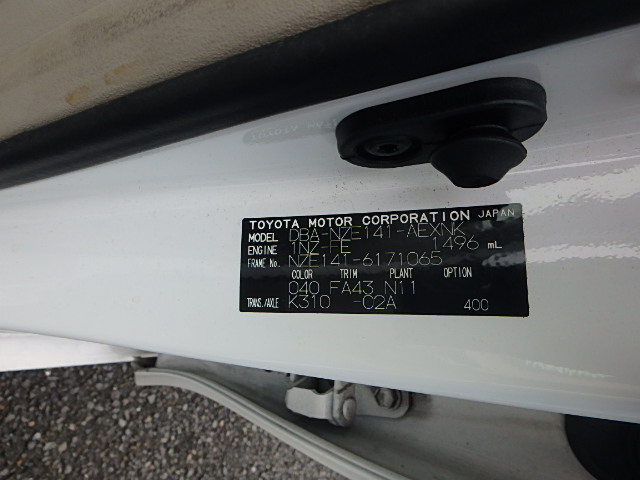 TOYOTA MOTOR CORPORATION JAPAN
MODEL DBA-NZE141-AEXNK
ENGINE 1NZ-FE 1496 mL
FRAME No. NZE141-6171065
COLOR TRIM PLANT OPTION
040 FA43 N11
TRANS./AXLE K310 -02A 400